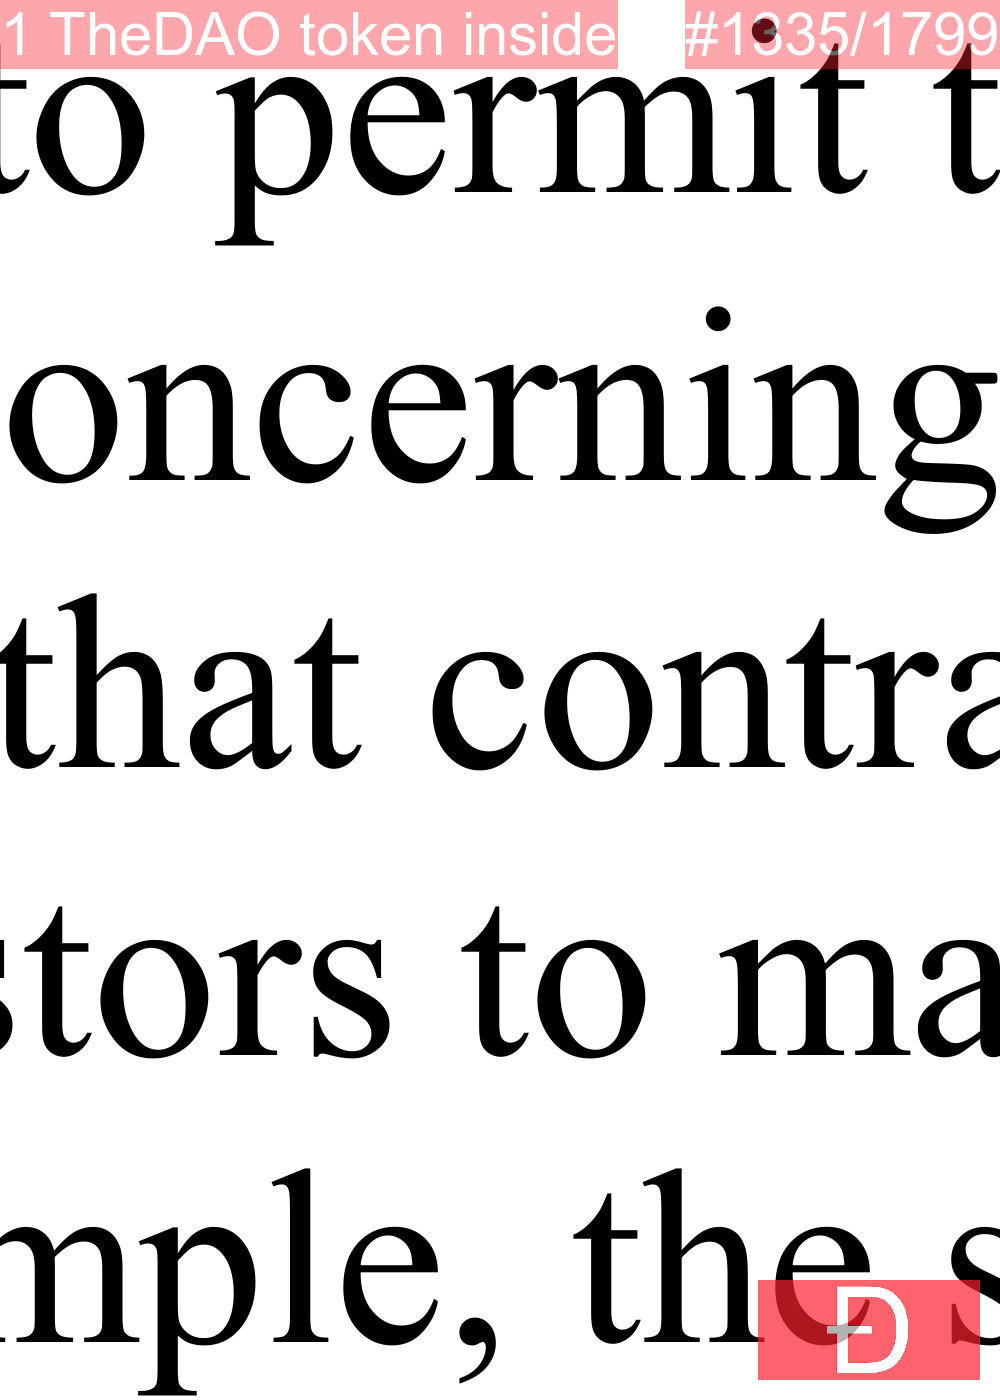 1 TheDAO token inside #1335/1799
to permit t
oncerning
that contra
stors to ma
mple, the s
Đ